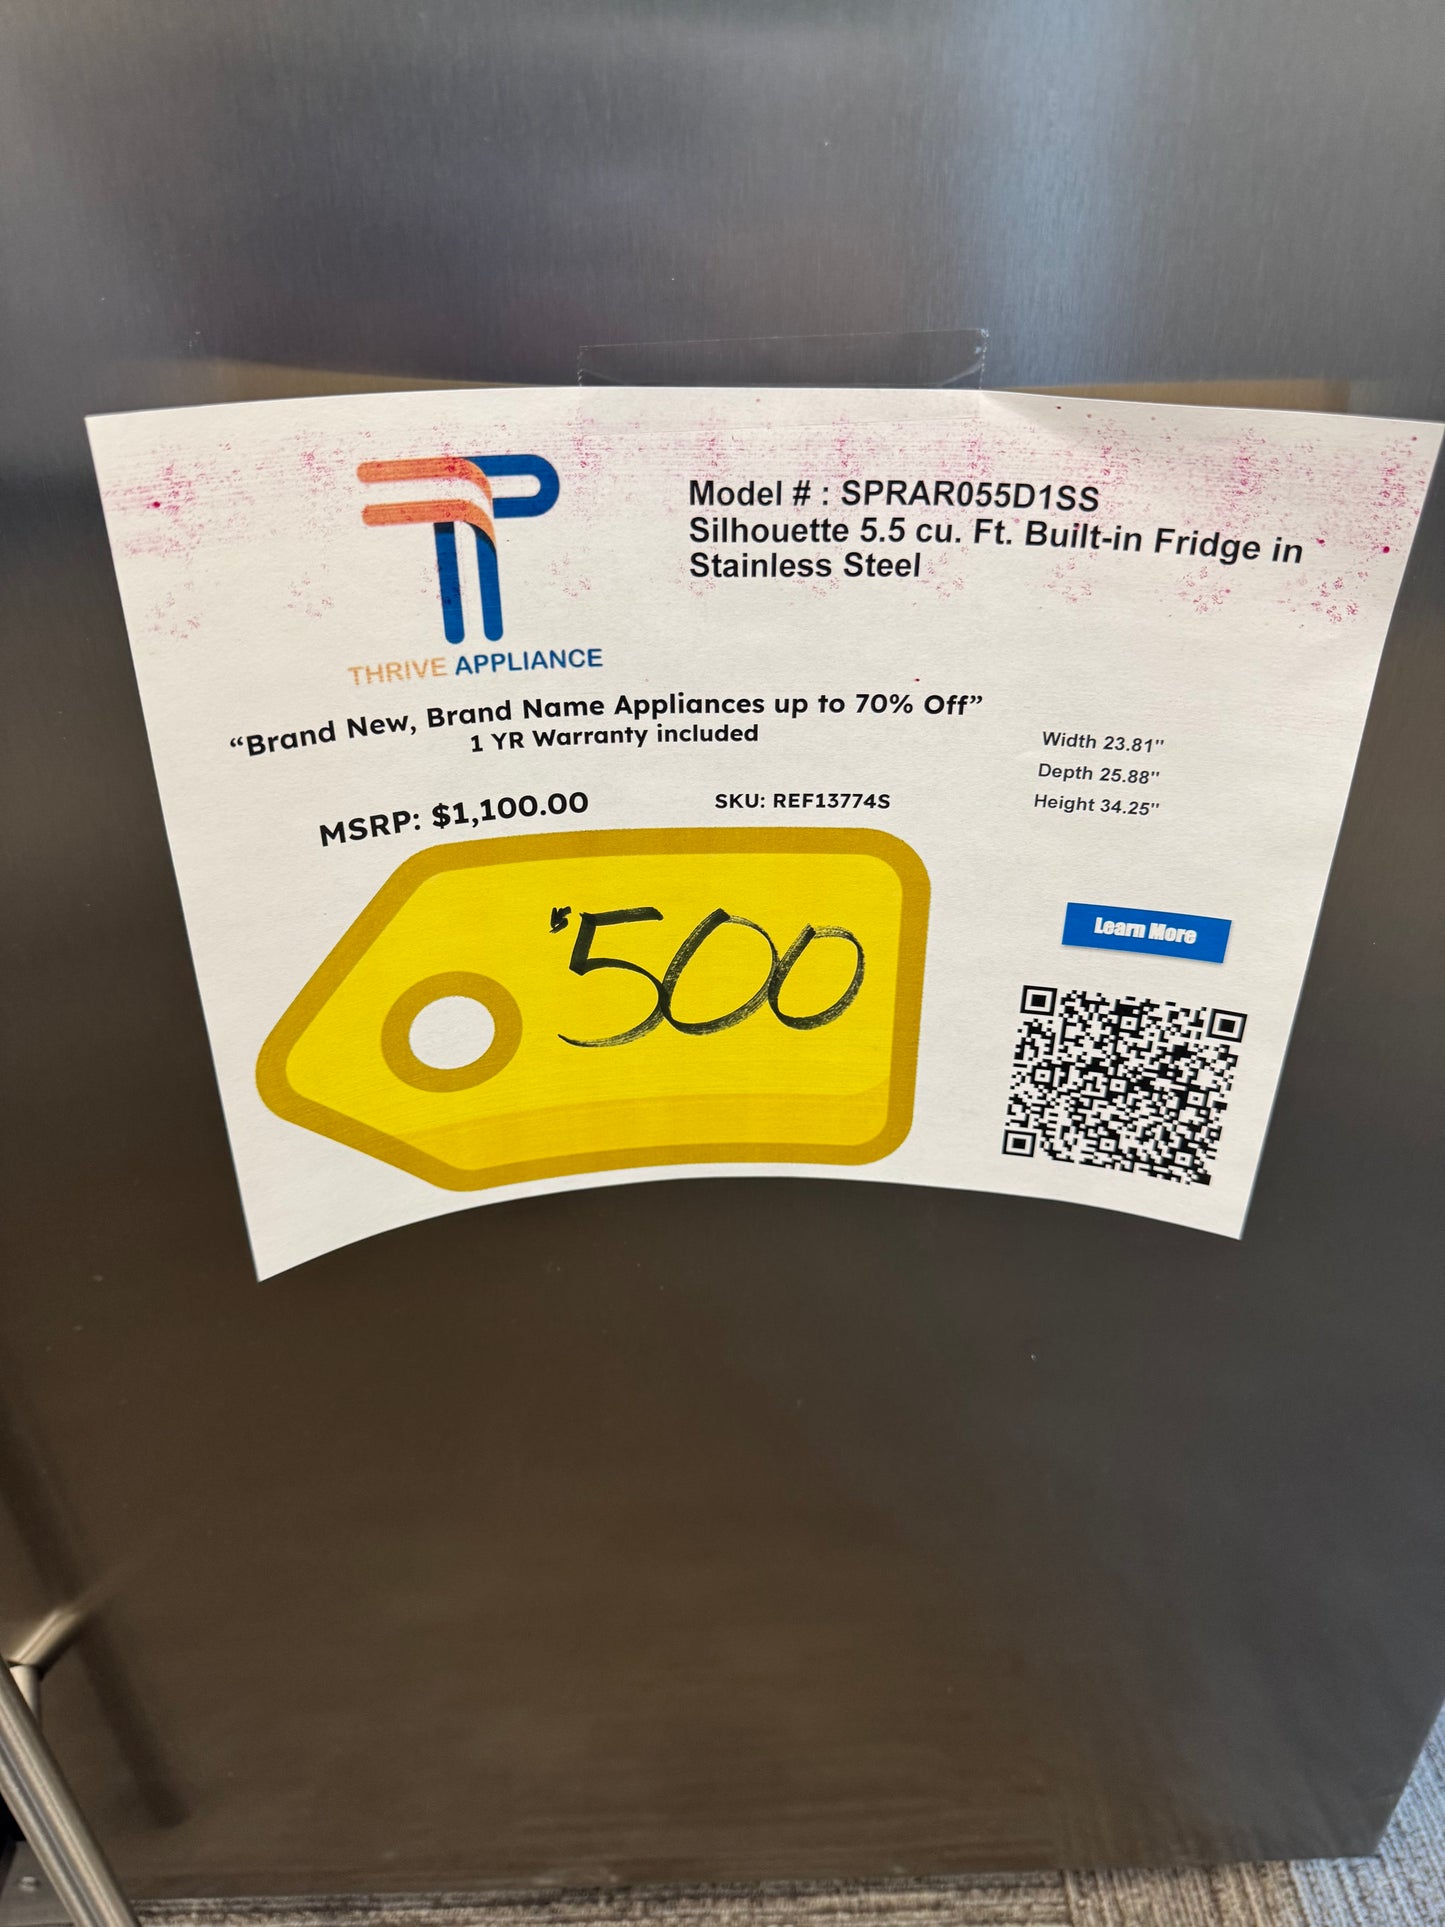 Model # : SPRAR055D1SS
Silhouette 5.5 cu. Ft. Built-in Fridge in
Stainless Steel
THRIVE APPLIANCE
“Brand New, Brand Name Appliances up to 70% Off”
1 YR Warranty included
Width 23.81"
Depth 25.88"
Height 34.25"
MSRP: $1,100.00
SKU: REF13774S
$500
Learn More